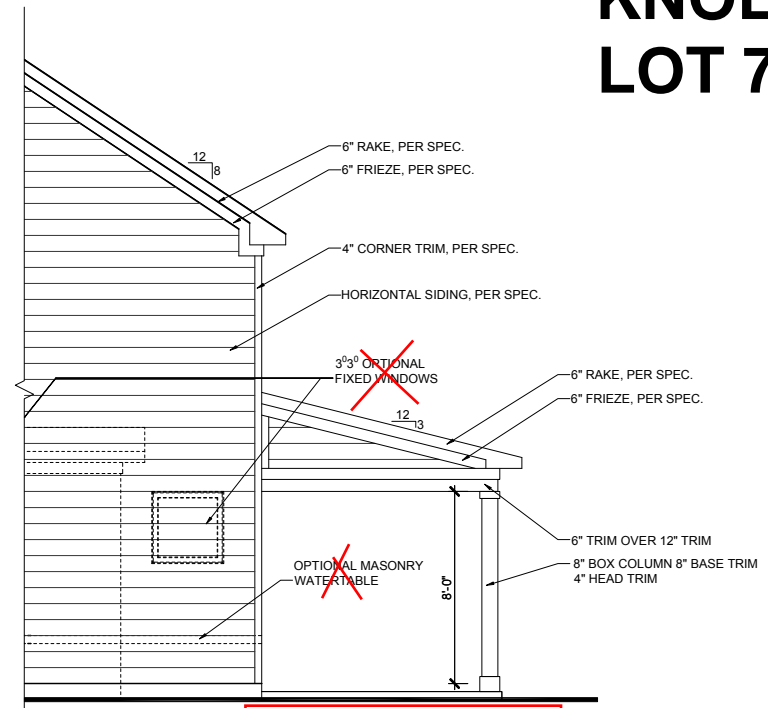 LOT 7
12
8
6" RAKE, PER SPEC.
6" FRIEZE, PER SPEC.
4" CORNER TRIM, PER SPEC.
HORIZONTAL SIDING, PER SPEC.
3⁰3⁰ OPTIONAL
FIXED WINDOWS
6" RAKE, PER SPEC.
6" FRIEZE, PER SPEC.
12
3
6" TRIM OVER 12" TRIM
8" BOX COLUMN 8" BASE TRIM
4" HEAD TRIM
OPTIONAL MASONRY
WATERTABLE
8'-0"